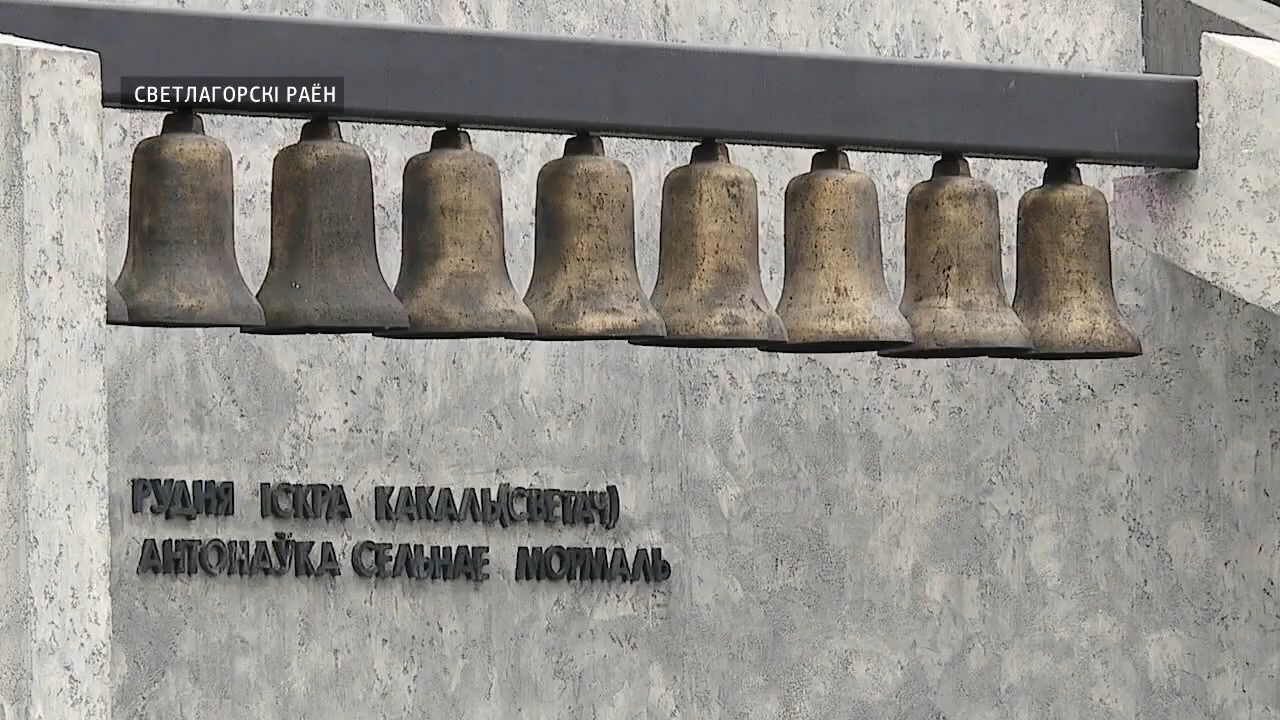 СВЕТЛАГОРСКІ РАЁН
РУДНЯ ІСКРА КАКАЛЬ(СВЕТАЧ)
АНТОНАЎКА СЕЛЬНАЕ МОРМАЛЬ